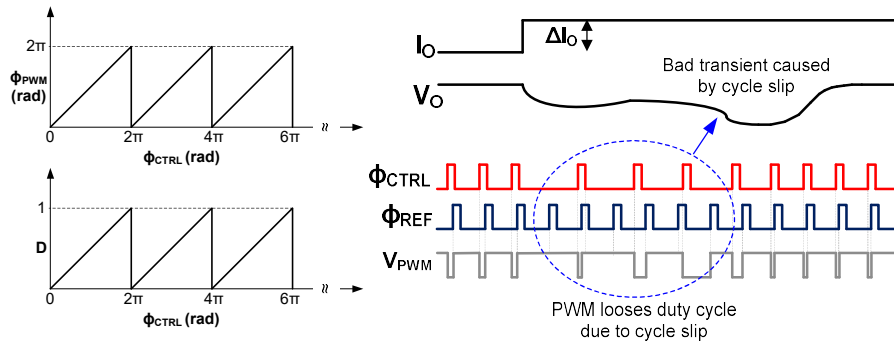 2π
ΦPWM
(rad)
0
2π
4π
6π
≈
ΦCTRL (rad)
1
D
0
2π
4π
6π
≈
ΦCTRL (rad)
IO
ΔIO
Bad transient caused
by cycle slip
VO
ΦCTRL
ΦREF
VPWM
PWM looses duty cycle
due to cycle slip